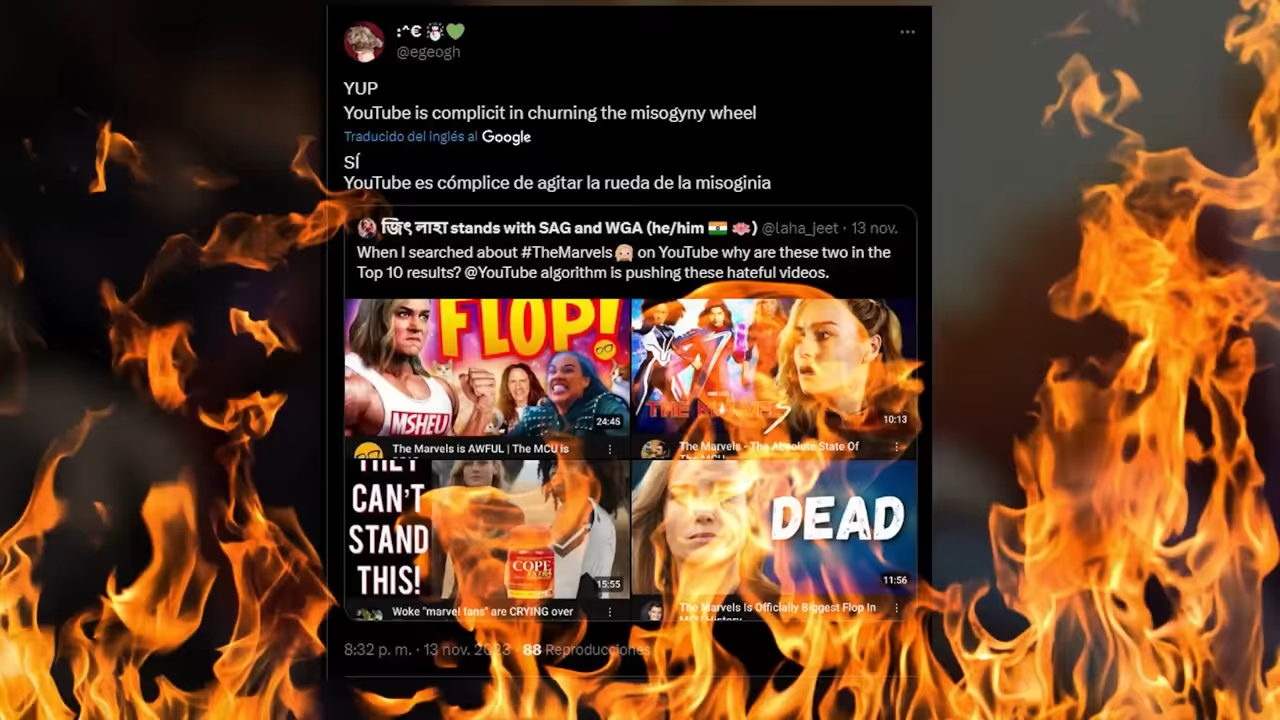 :^€ ☃️💚
@egeogh
YUP
YouTube is complicit in churning the misogyny wheel
Traducido del inglés al Google
SÍ
YouTube es cómplice de agitar la rueda de la misoginia
জিৎ লাহা stands with SAG and WGA (he/him 🇮🇳 🪷) @laha_jeet · 13 nov.
When I searched about #TheMarvels on YouTube why are these two in the
Top 10 results? @YouTube algorithm is pushing these hateful videos.
FLOP!
MSHEU
24:45
The Marvels is AWFUL | The MCU is
THE MARVELS
10:13
The Marvels - The Absolute State Of
The MCU
THEY
CAN'T
STAND
THIS!
COPE
EXTRA
15:55
Woke "marvel fans" are CRYING over
DEAD
11:56
The Marvels Is Officially Biggest Flop In
MCU History
8:32 p. m. · 13 nov. 2023 · 88 Reproducciones